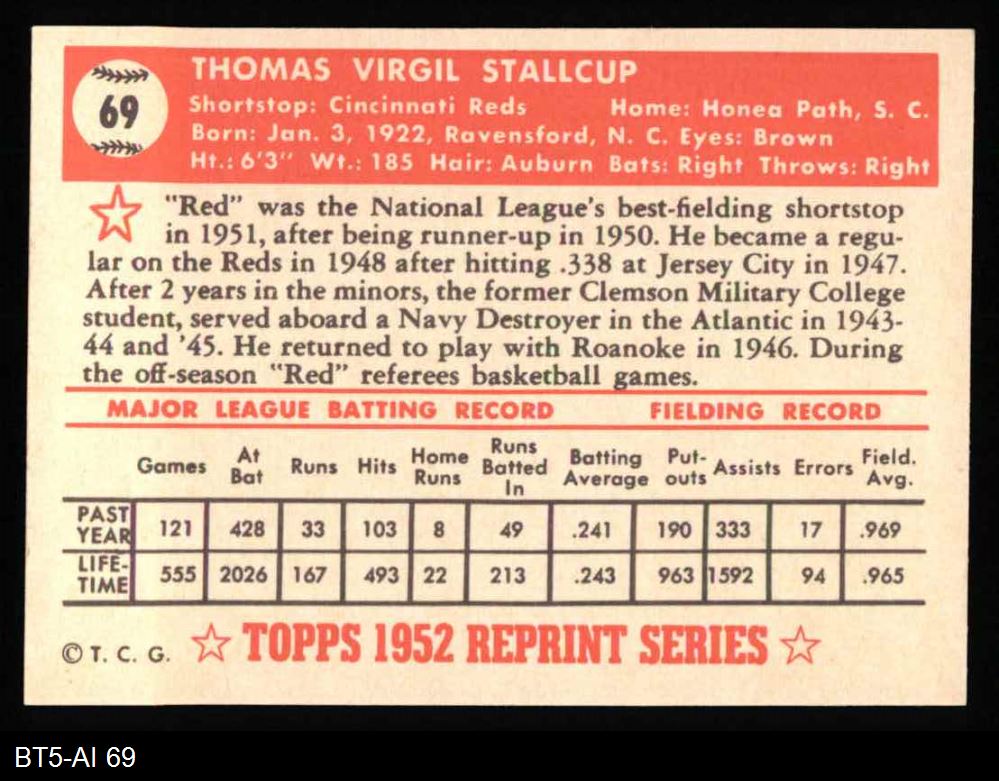 THOMAS VIRGIL STALLCUP
69
Shortstop: Cincinnati Reds Home: Honea Path, S. C.
Born: Jan. 3, 1922, Ravensford, N. C. Eyes: Brown
Ht.: 6'3" Wt.: 185 Hair: Auburn Bats: Right Throws: Right
"Red" was the National League's best-fielding shortstop
in 1951, after being runner-up in 1950. He became a regu-
lar on the Reds in 1948 after hitting .338 at Jersey City in 1947.
After 2 years in the minors, the former Clemson Military College
student, served aboard a Navy Destroyer in the Atlantic in 1943-
44 and '45. He returned to play with Roanoke in 1946. During
the off-season "Red" referees basketball games.
MAJOR LEAGUE BATTING RECORD FIELDING RECORD
Games At Bat Runs Hits Home Runs Runs Batted In Batting Average Put-outs Assists Errors Field. Avg.
PAST YEAR 121 428 33 103 8 49 .241 190 333 17 .969
LIFE-TIME 555 2026 167 493 22 213 .243 963 1592 94 .965
© T. C. G. TOPPS 1952 REPRINT SERIES
BT5-AI 69